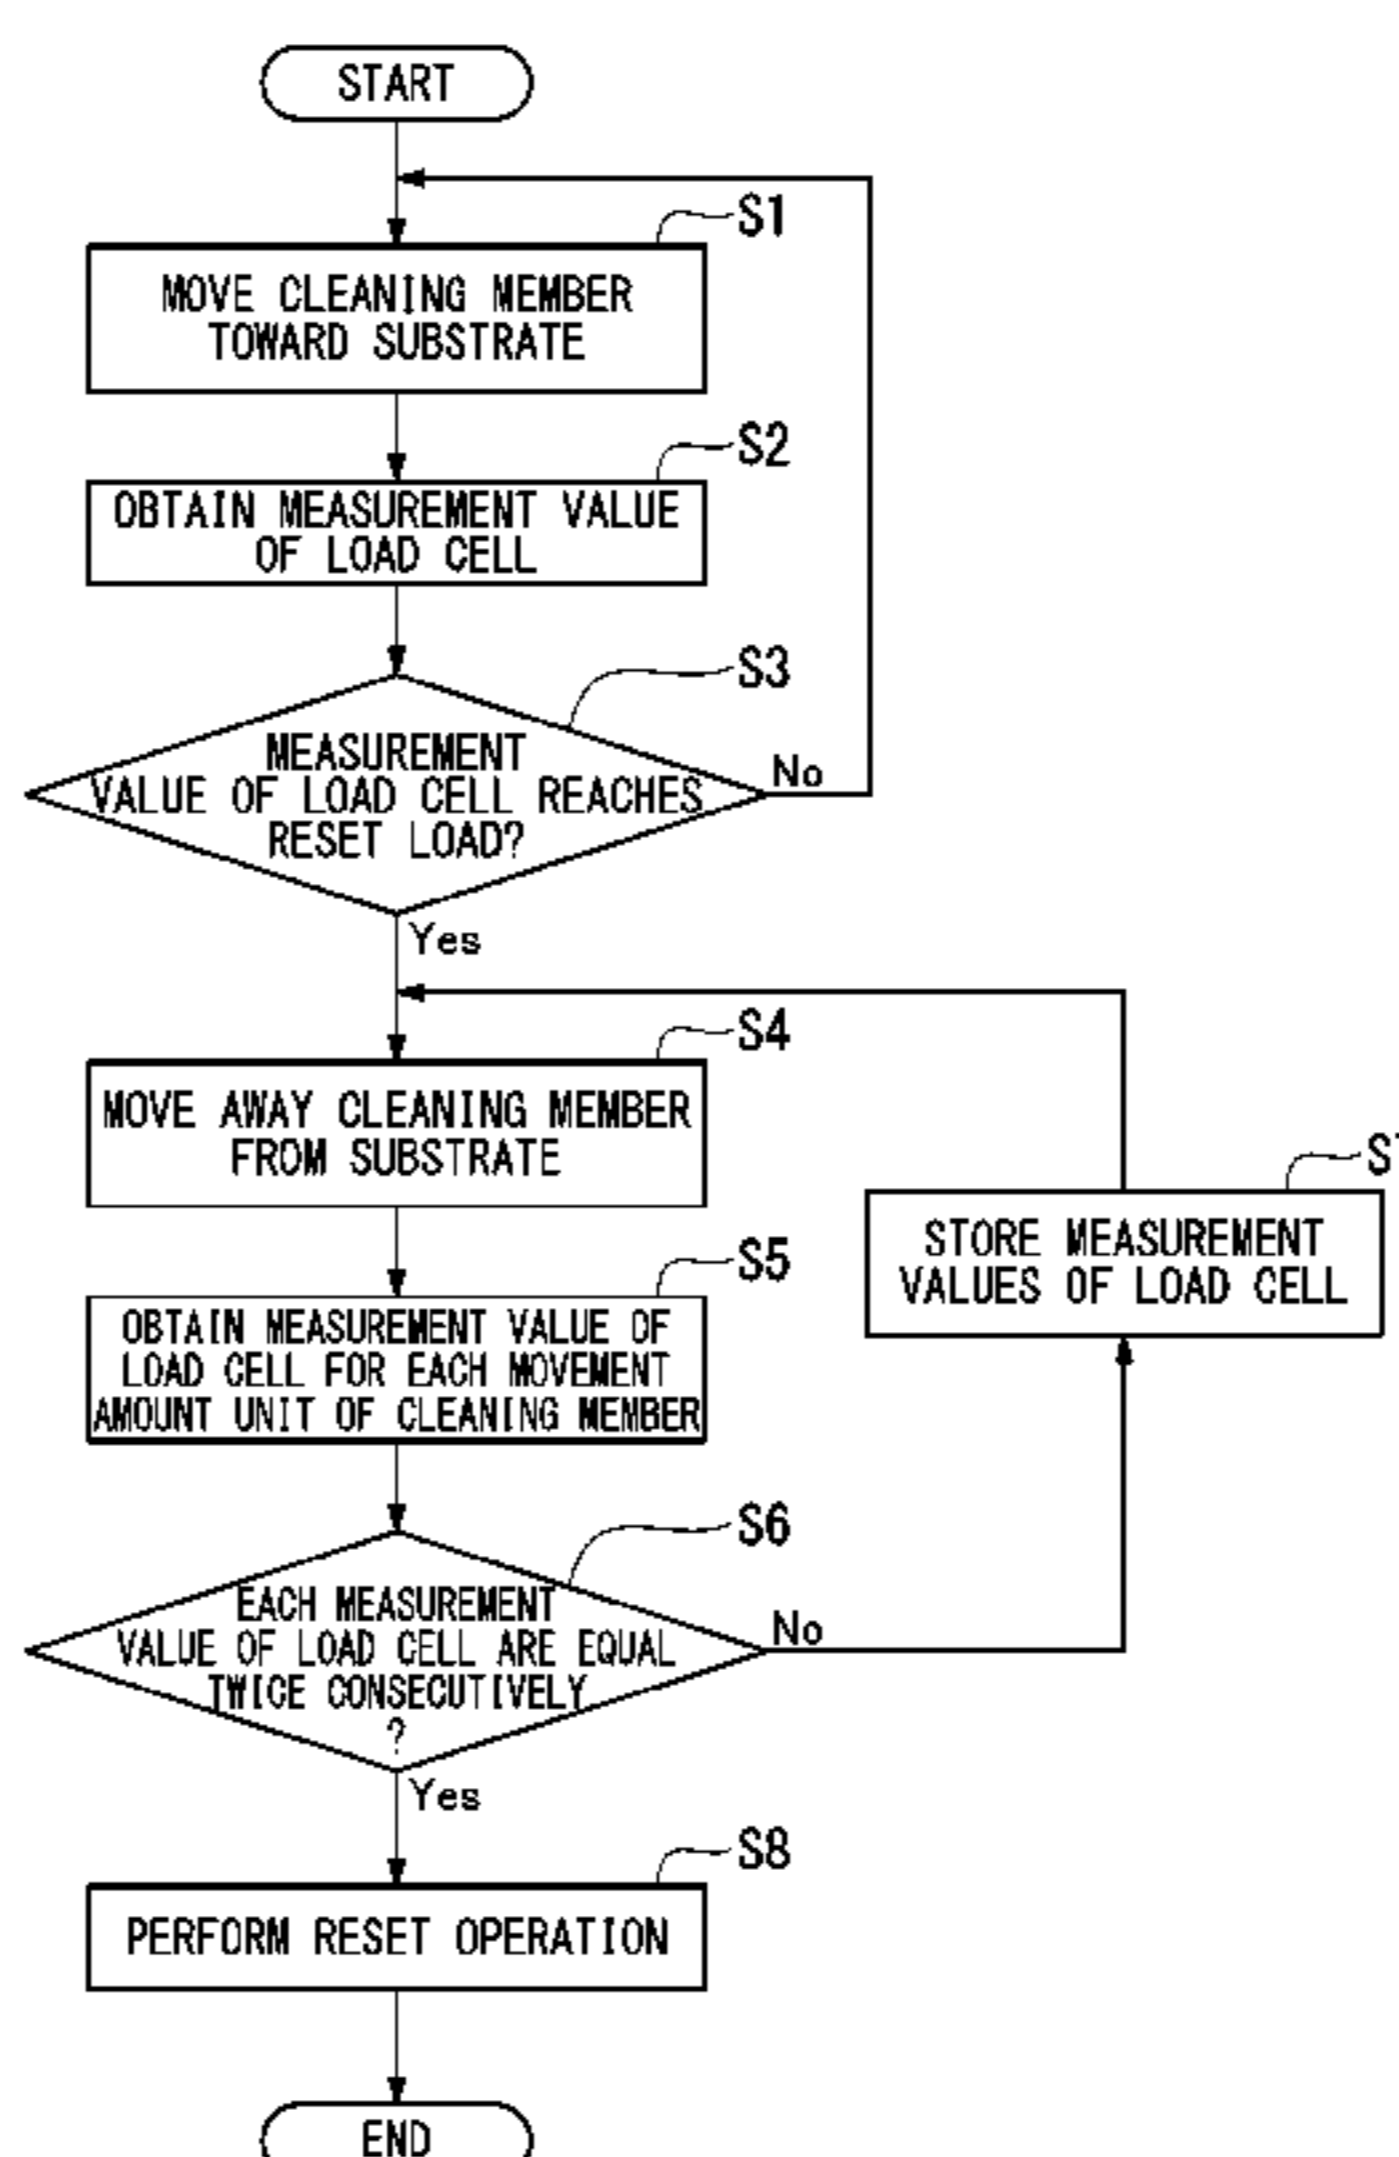 START
S1
MOVE CLEANING MEMBER
TOWARD SUBSTRATE
S2
OBTAIN MEASUREMENT VALUE
OF LOAD CELL
S3
MEASUREMENT
VALUE OF LOAD CELL REACHES
RESET LOAD?
No
Yes
S4
MOVE AWAY CLEANING MEMBER
FROM SUBSTRATE
STORE MEASUREMENT
VALUES OF LOAD CELL
S5
OBTAIN MEASUREMENT VALUE OF
LOAD CELL FOR EACH MOVEMENT
AMOUNT UNIT OF CLEANING MEMBER
S6
EACH MEASUREMENT
VALUE OF LOAD CELL ARE EQUAL
TWICE CONSECUTIVELY
?
No
Yes
S8
PERFORM RESET OPERATION
END